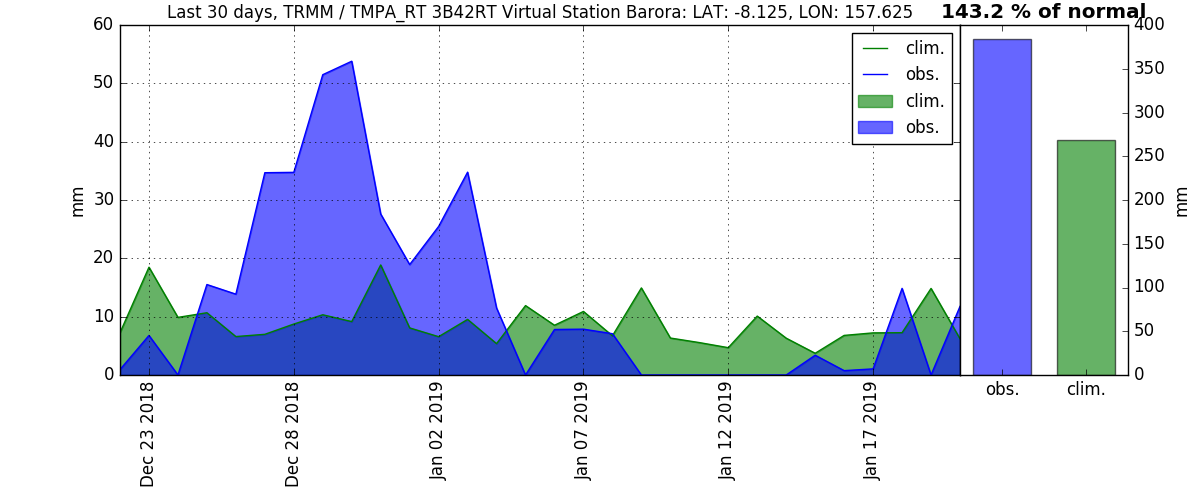 Last 30 days, TRMM / TMPA_RT 3B42RT Virtual Station Barora: LAT: -8.125, LON: 157.625
143.2 % of normal
60
50
40
30
20
10
0
mm
clim.
obs.
clim.
obs.
400
350
300
250
200
150
100
50
0
mm
obs.
clim.
Dec 23 2018
Dec 28 2018
Jan 02 2019
Jan 07 2019
Jan 12 2019
Jan 17 2019